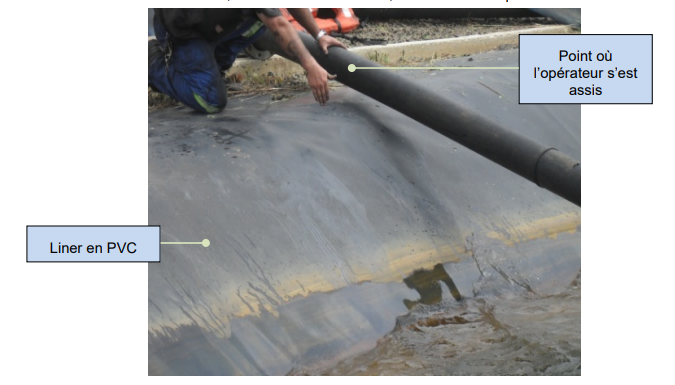 Point où
l'opérateur s'est
assis
Liner en PVC